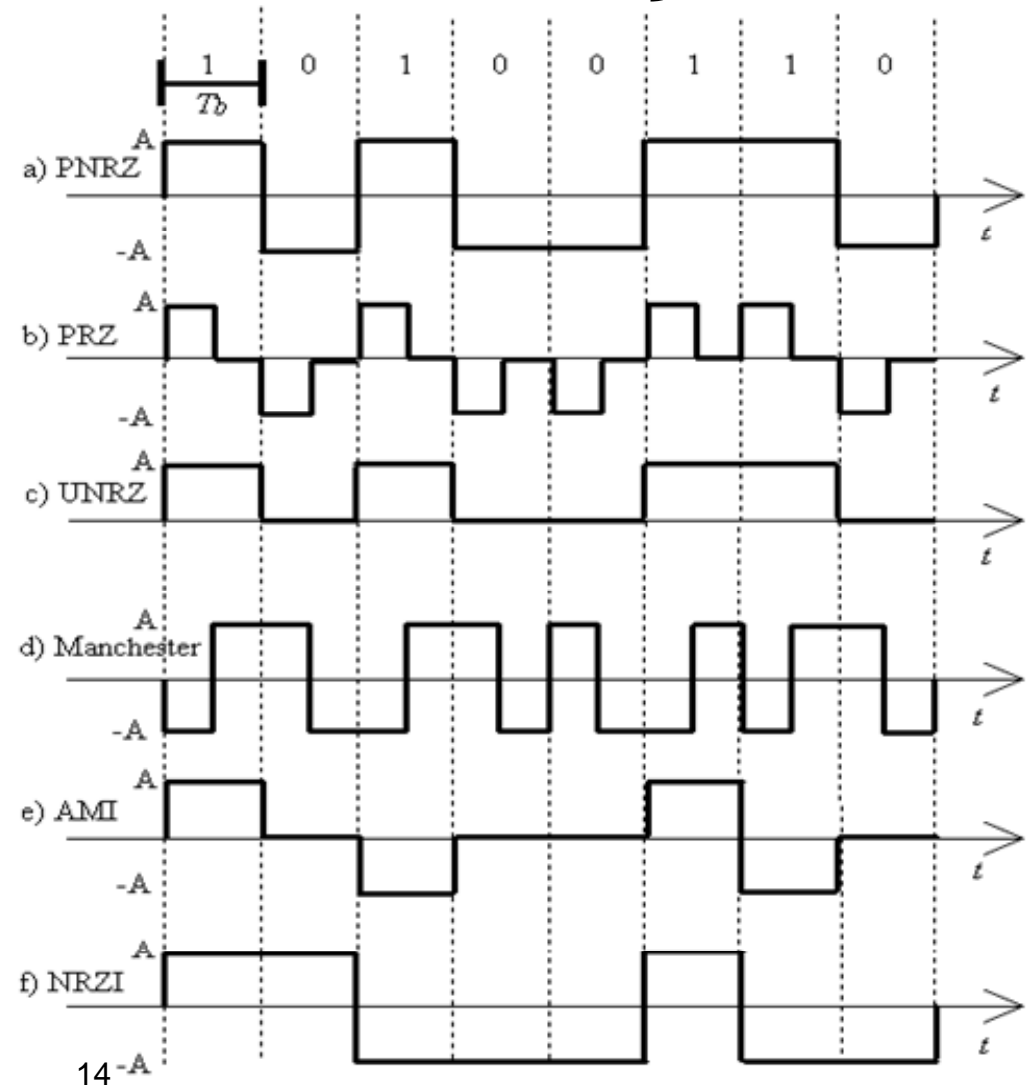 1 0 1 0 0 1 1 0
Tb
A
a) PNRZ
-A
t
A
b) PRZ
-A
t
A
c) UNRZ
t
A
d) Manchester
-A
t
A
e) AMI
-A
t
A
f) NRZI
-A
t
14